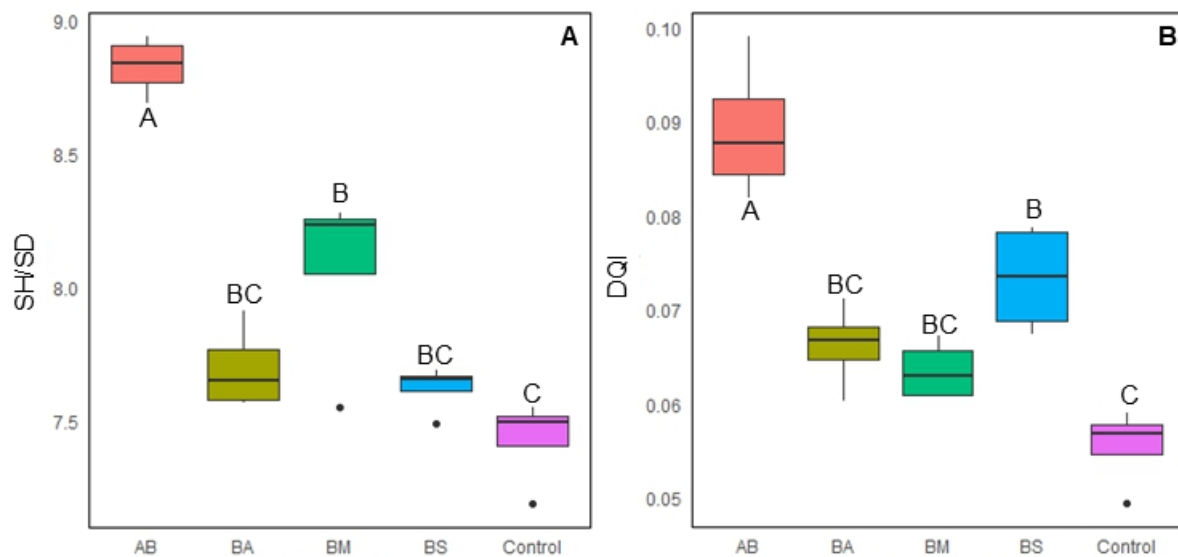 A
9.0
8.5
8.0
7.5
SH/SD
A
BC
B
BC
C
AB BA BM BS Control
B
0.10
0.09
0.08
0.07
0.06
0.05
DQI
A
BC
BC
B
C
AB BA BM BS Control